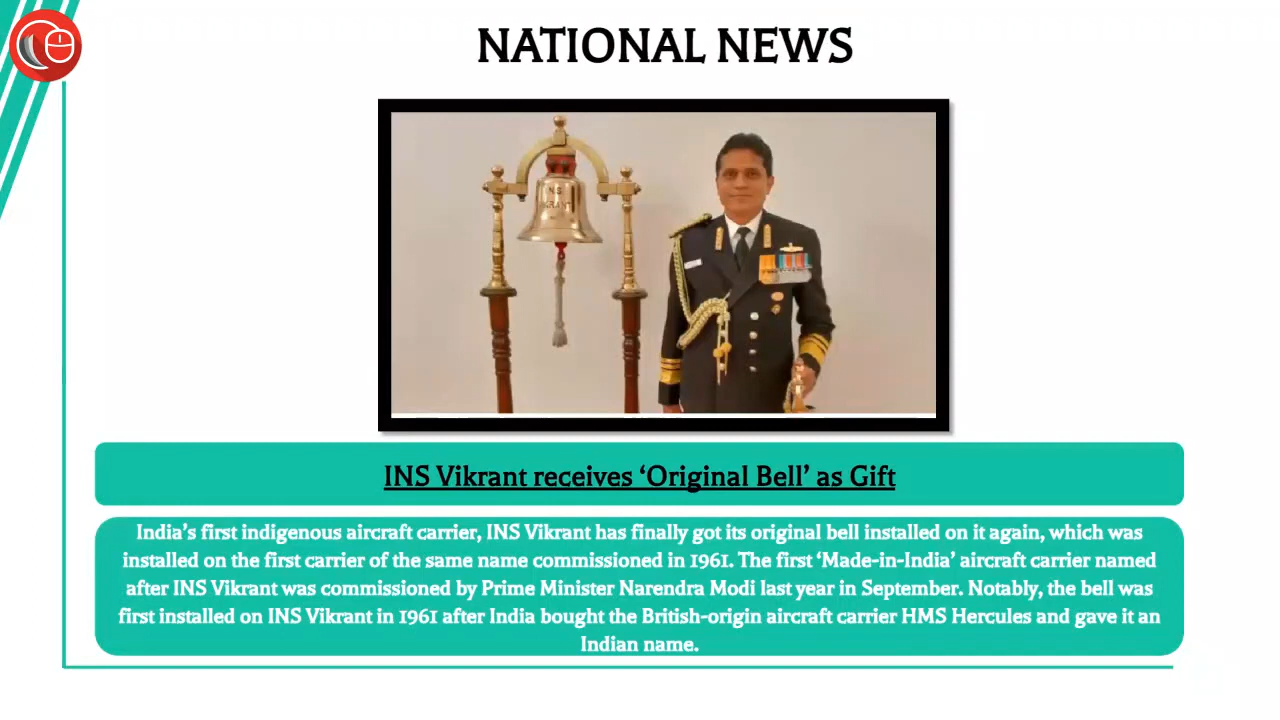 NATIONAL NEWS
INS Vikrant receives ‘Original Bell’ as Gift
India’s first indigenous aircraft carrier, INS Vikrant has finally got its original bell installed on it again, which was
installed on the first carrier of the same name commissioned in 1961. The first ‘Made-in-India’ aircraft carrier named
after INS Vikrant was commissioned by Prime Minister Narendra Modi last year in September. Notably, the bell was
first installed on INS Vikrant in 1961 after India bought the British-origin aircraft carrier HMS Hercules and gave it an
Indian name.